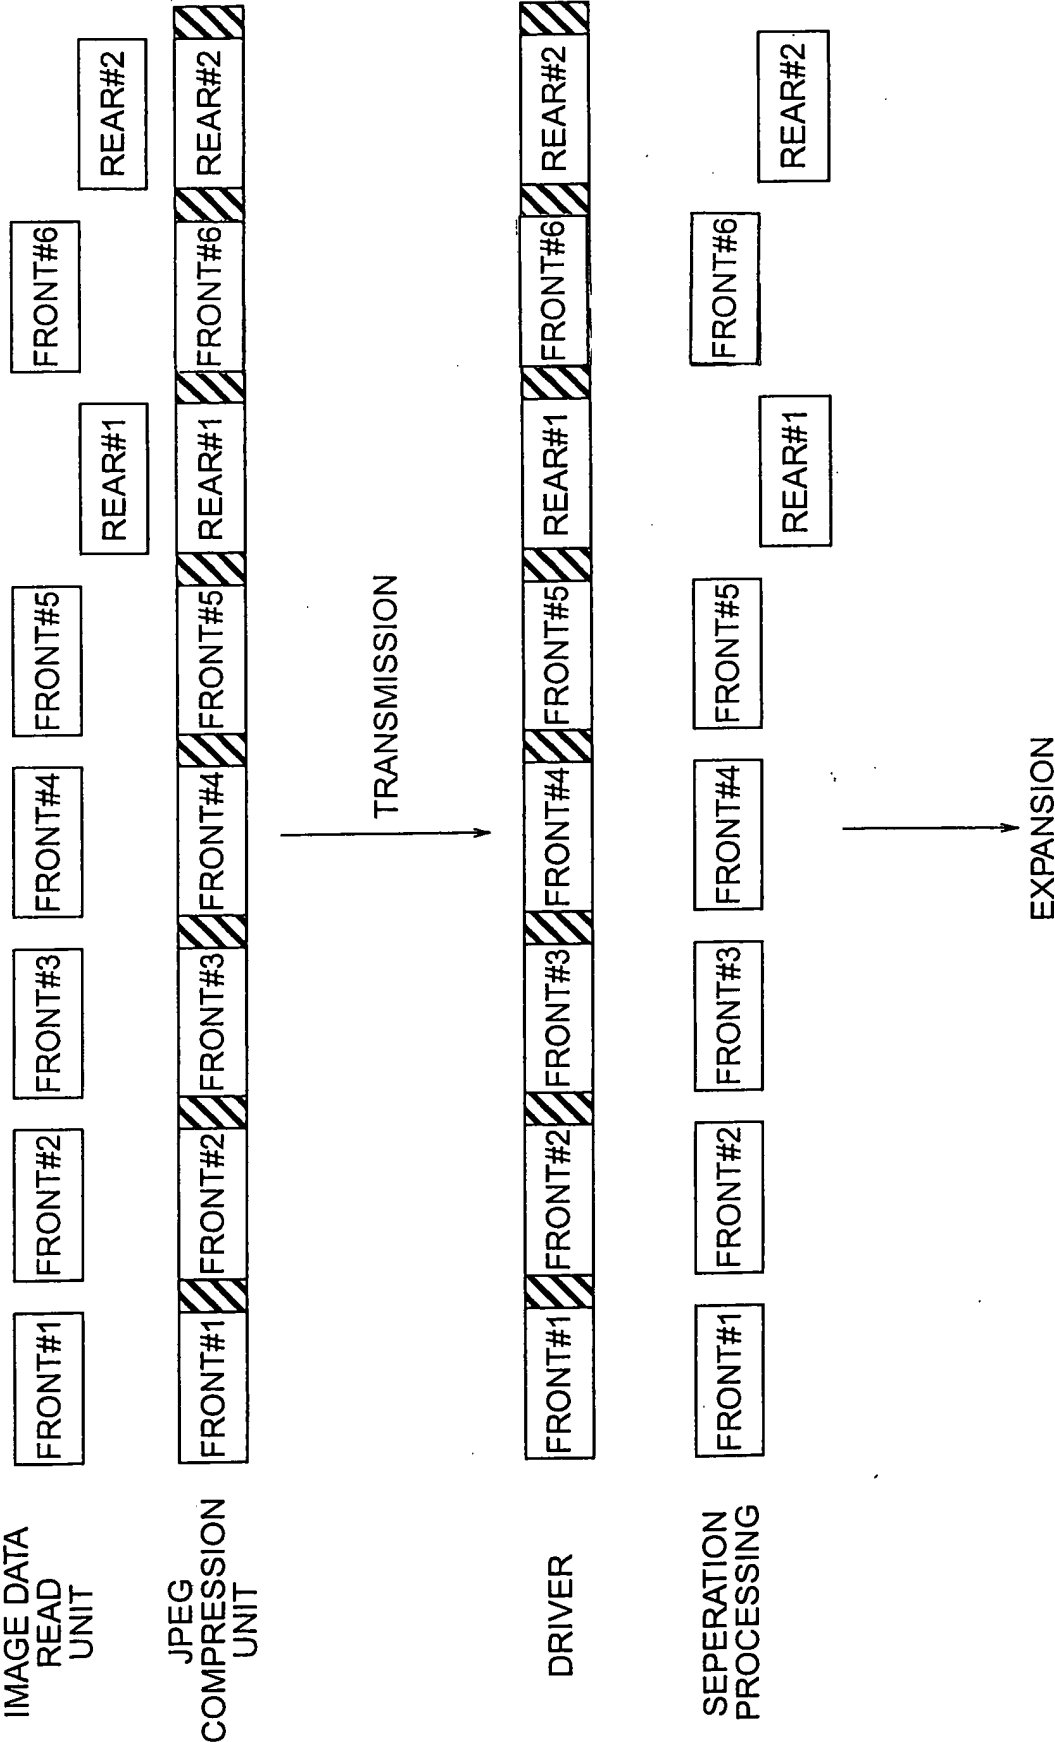 IMAGE DATA
READ
UNIT
FRONT#1
FRONT#2
FRONT#3
FRONT#4
FRONT#5
FRONT#6
REAR#1
REAR#2
JPEG
COMPRESSION
UNIT
FRONT#1
FRONT#2
FRONT#3
FRONT#4
FRONT#5
REAR#1
FRONT#6
REAR#2
TRANSMISSION
DRIVER
FRONT#1
FRONT#2
FRONT#3
FRONT#4
FRONT#5
REAR#1
FRONT#6
REAR#2
SEPERATION
PROCESSING
FRONT#1
FRONT#2
FRONT#3
FRONT#4
FRONT#5
FRONT#6
REAR#1
REAR#2
EXPANSION